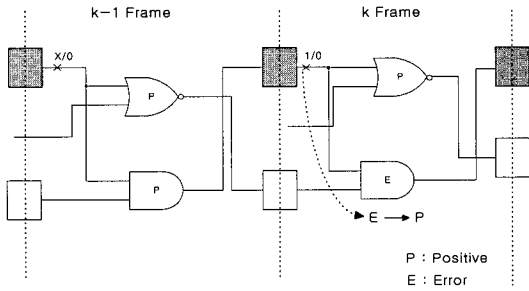 k-1 Frame
k Frame
X/0
1/0
P
P
P
E
E → P
P : Positive
E : Error